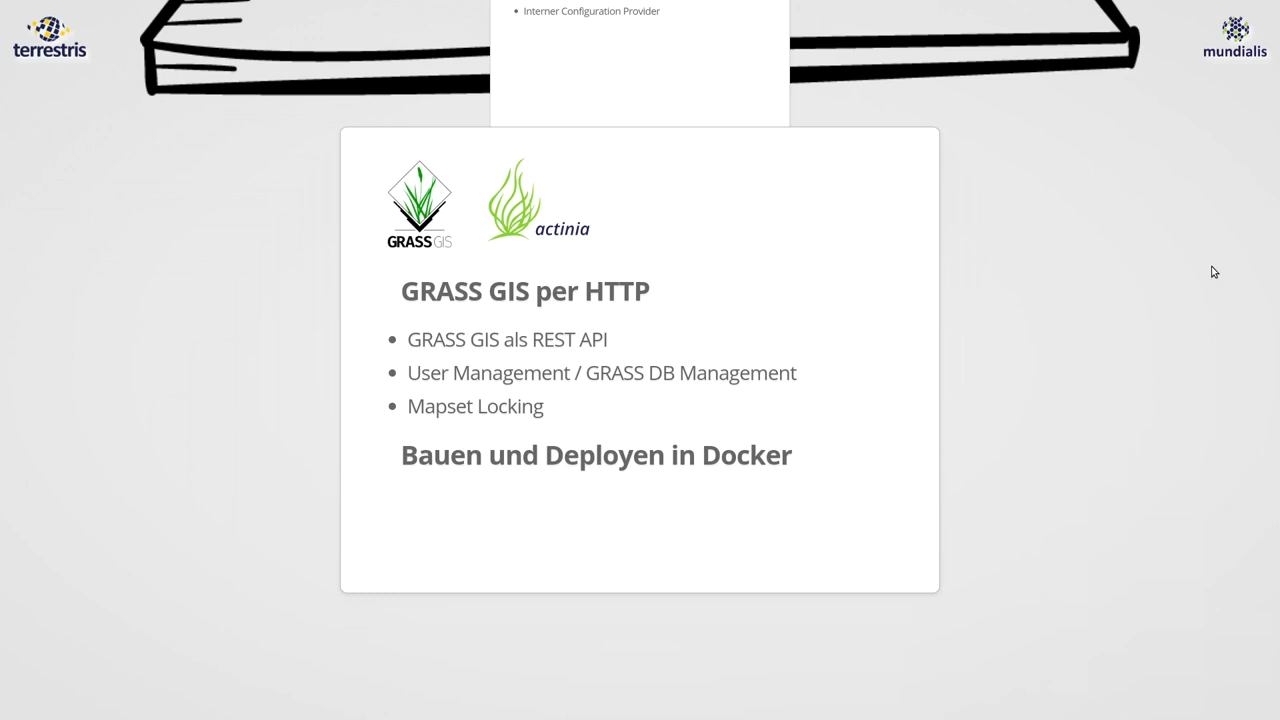 Interner Configuration Provider
terrestris
mundialis
GRASS GIS
actinia
GRASS GIS per HTTP
GRASS GIS als REST API
User Management / GRASS DB Management
Mapset Locking
Bauen und Deployen in Docker